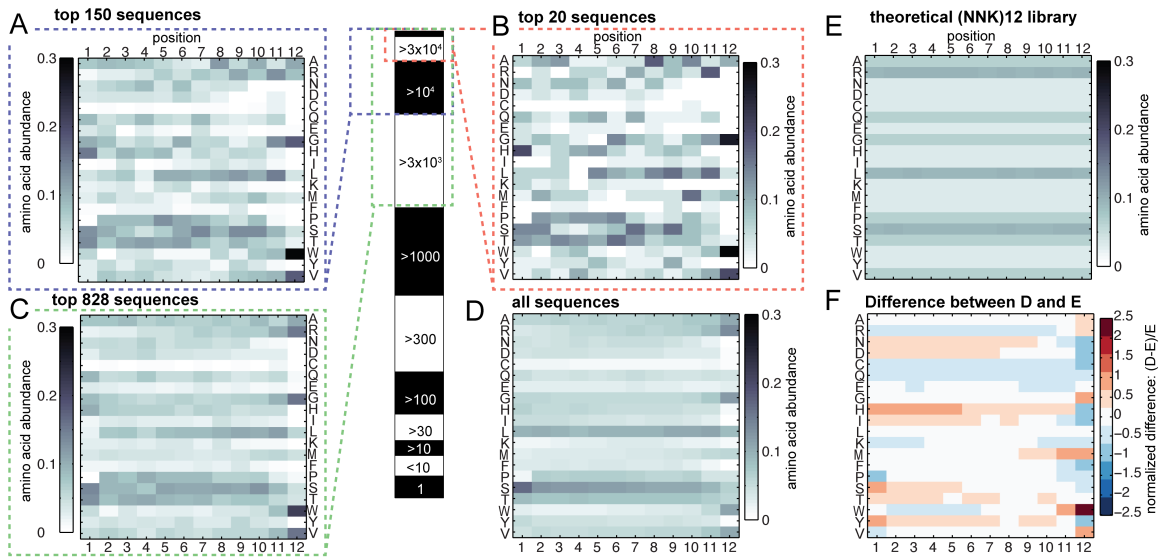 A
top 150 sequences
position
1 2 3 4 5 6 7 8 9 10 11 12
0.3
0.2
0.1
0
amino acid abundance
A
R
N
D
C
Q
E
G
H
I
L
K
M
F
P
S
T
W
Y
V
>3x10⁴
>10⁴
>3x10³
>1000
>300
>100
>30
>10
<10
1
B
top 20 sequences
position
1 2 3 4 5 6 7 8 9 10 11 12
A
R
N
D
C
Q
E
G
H
I
L
K
M
F
P
S
T
W
Y
V
0.3
0.2
0.1
0
amino acid abundance
E
theoretical (NNK)12 library
position
1 2 3 4 5 6 7 8 9 10 11 12
A
R
N
D
C
Q
E
G
H
I
L
K
M
F
P
S
T
W
Y
V
0.3
0.2
0.1
0
amino acid abundance
C
top 828 sequences
0.3
0.2
0.1
0
amino acid abundance
A
R
N
D
C
Q
E
G
H
I
L
K
M
F
P
S
T
W
Y
V
1 2 3 4 5 6 7 8 9 10 11 12
D
all sequences
A
R
N
D
C
Q
E
G
H
I
L
K
M
F
P
S
T
W
Y
V
1 2 3 4 5 6 7 8 9 10 11 12
0.3
0.2
0.1
0
amino acid abundance
F
Difference between D and E
A
R
N
D
C
Q
E
G
H
I
L
K
M
F
P
S
T
W
Y
V
1 2 3 4 5 6 7 8 9 10 11 12
2.5
2
1.5
1
0.5
0
-0.5
-1
-1.5
-2
-2.5
normalized difference: (D-E)/E